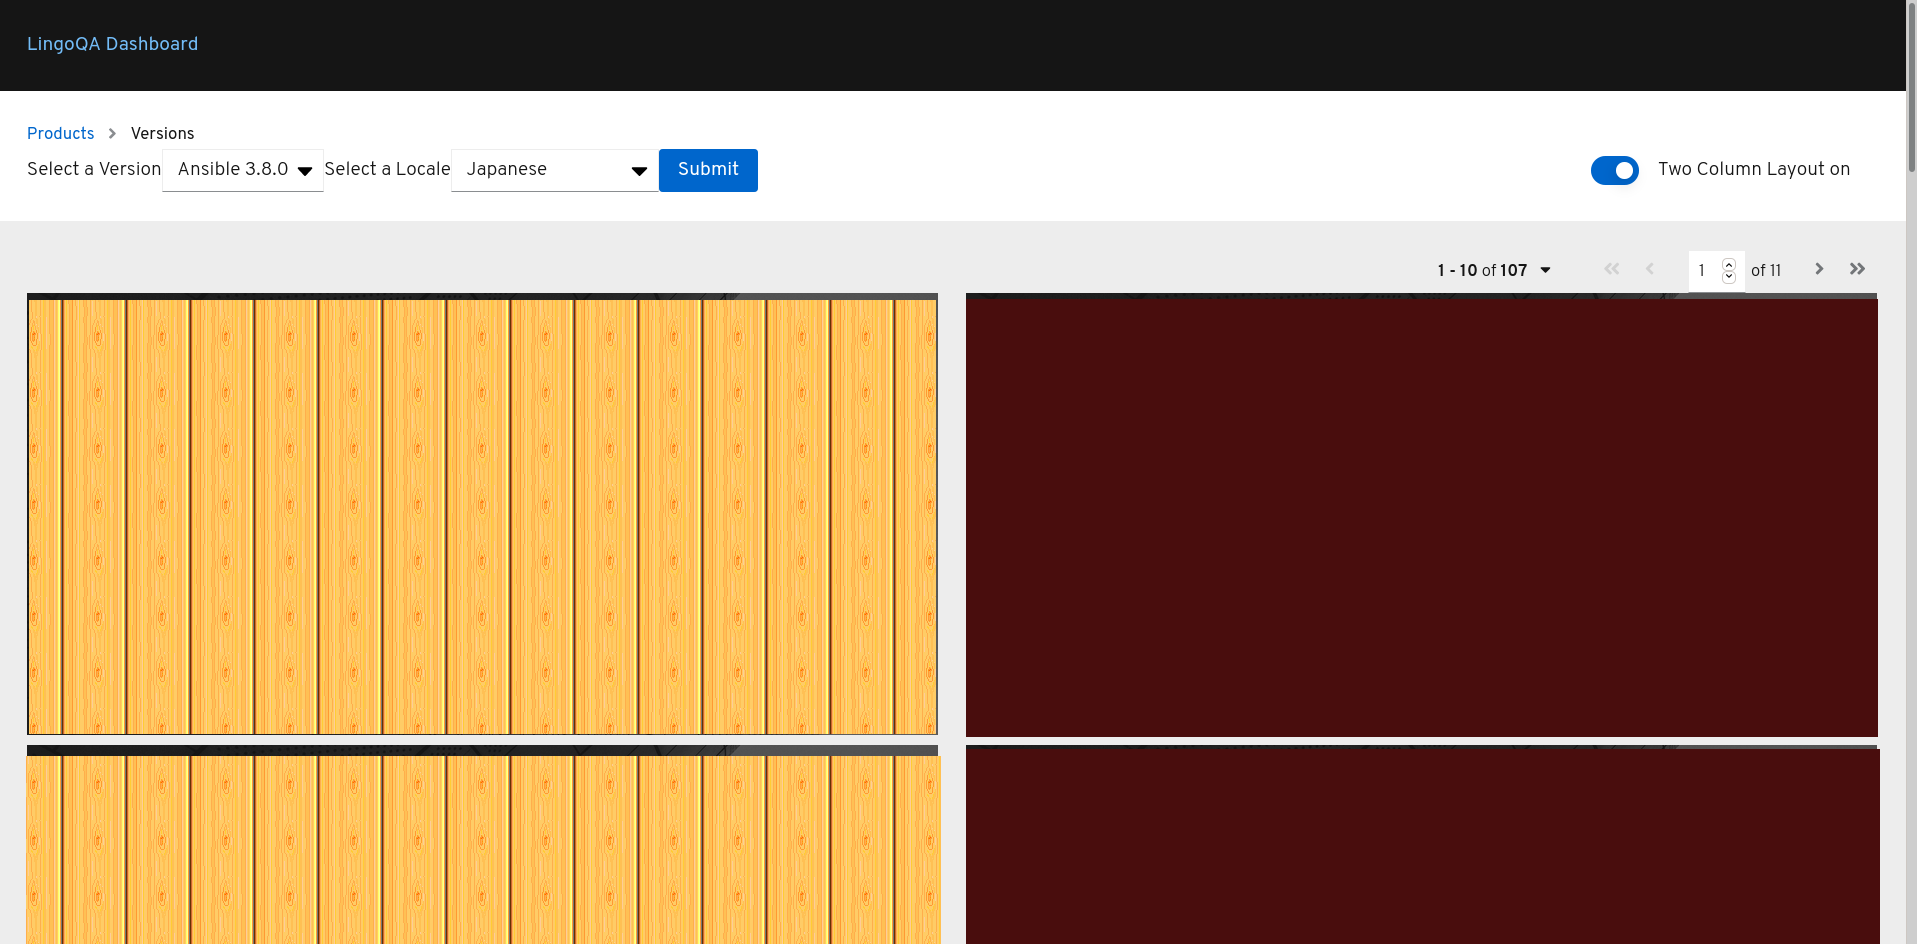 LingoQA Dashboard
Products > Versions
Select a Version Ansible 3.8.0 Select a Locale Japanese Submit Two Column Layout on
1 - 10 of 107 1 of 11